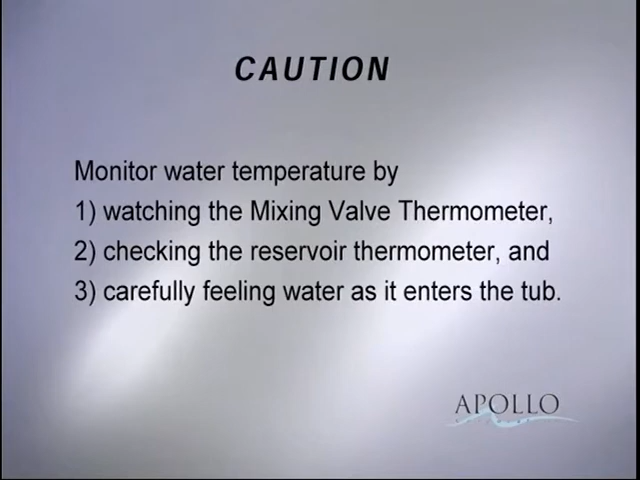 CAUTION
Monitor water temperature by
1) watching the Mixing Valve Thermometer,
2) checking the reservoir thermometer, and
3) carefully feeling water as it enters the tub.
APOLLO